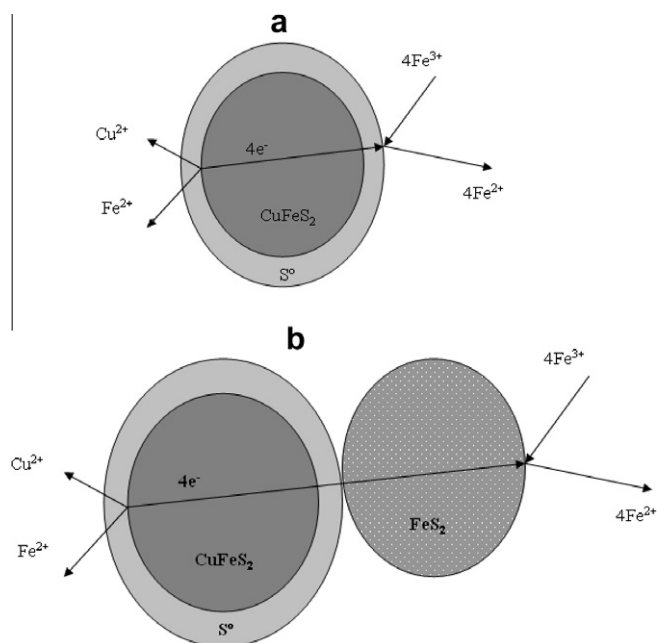 a
4Fe³⁺
Cu²⁺
4e⁻
4Fe²⁺
Fe²⁺
CuFeS₂
S°
b
4Fe³⁺
Cu²⁺
4e⁻
4Fe²⁺
FeS₂
Fe²⁺
CuFeS₂
S°